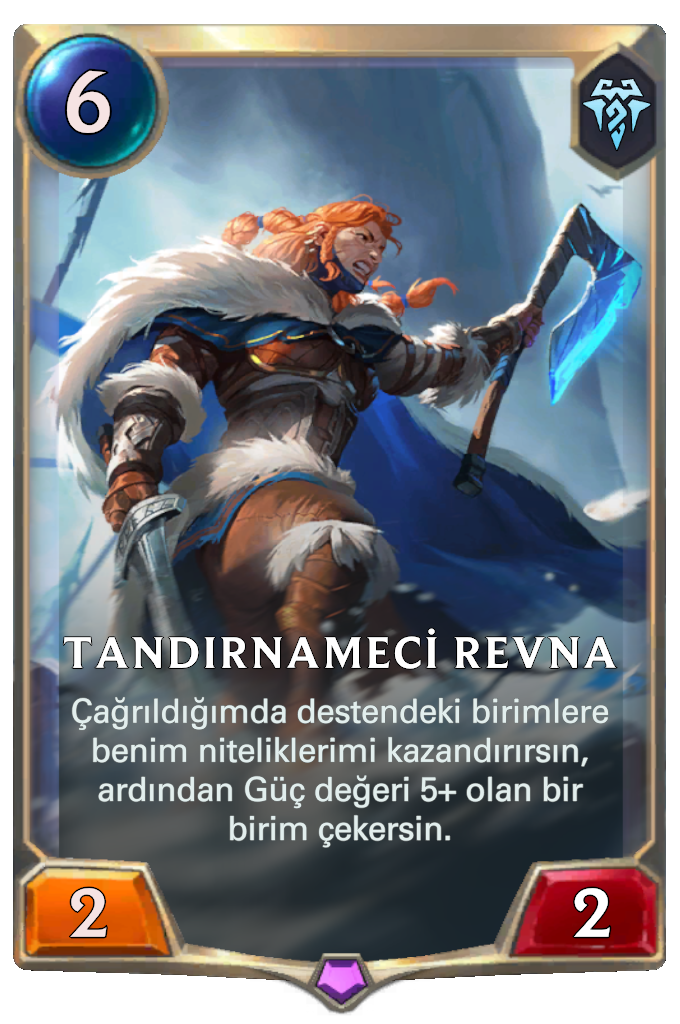 6
TANDIRNAMECİ REVNA
Çağrıldığımda destendeki birimlere
benim niteliklerimi kazandırırsın,
ardından Güç değeri 5+ olan bir
birim çekersin.
2
2